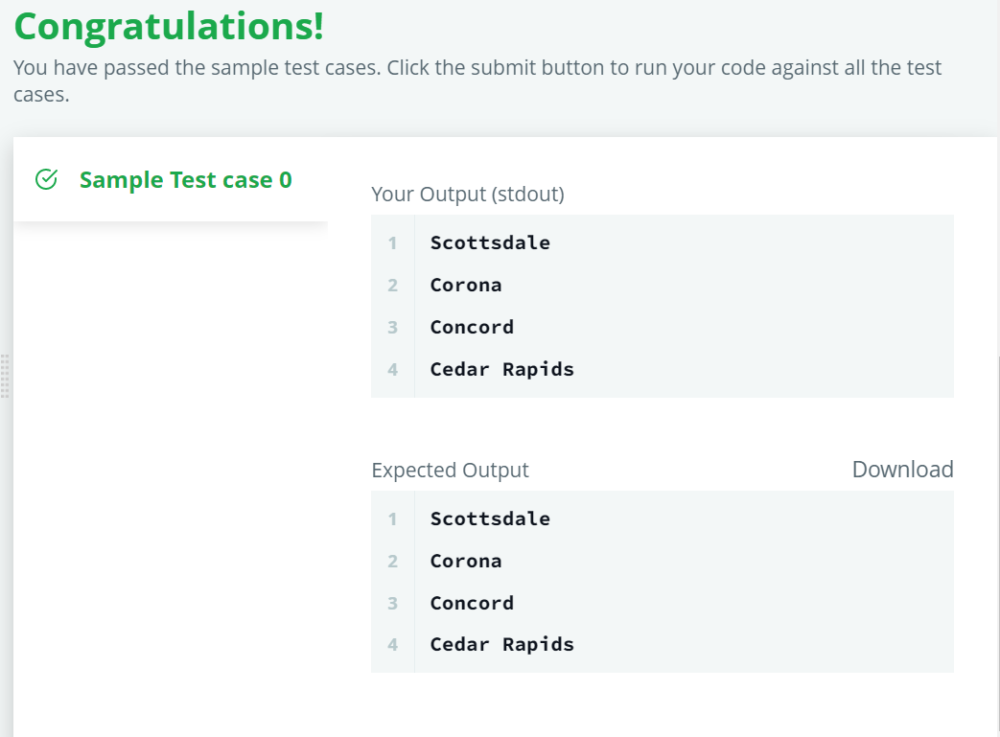 Congratulations!
You have passed the sample test cases. Click the submit button to run your code against all the test
cases.
Sample Test case 0
Your Output (stdout)
1 Scottsdale
2 Corona
3 Concord
4 Cedar Rapids
Expected Output Download
1 Scottsdale
2 Corona
3 Concord
4 Cedar Rapids